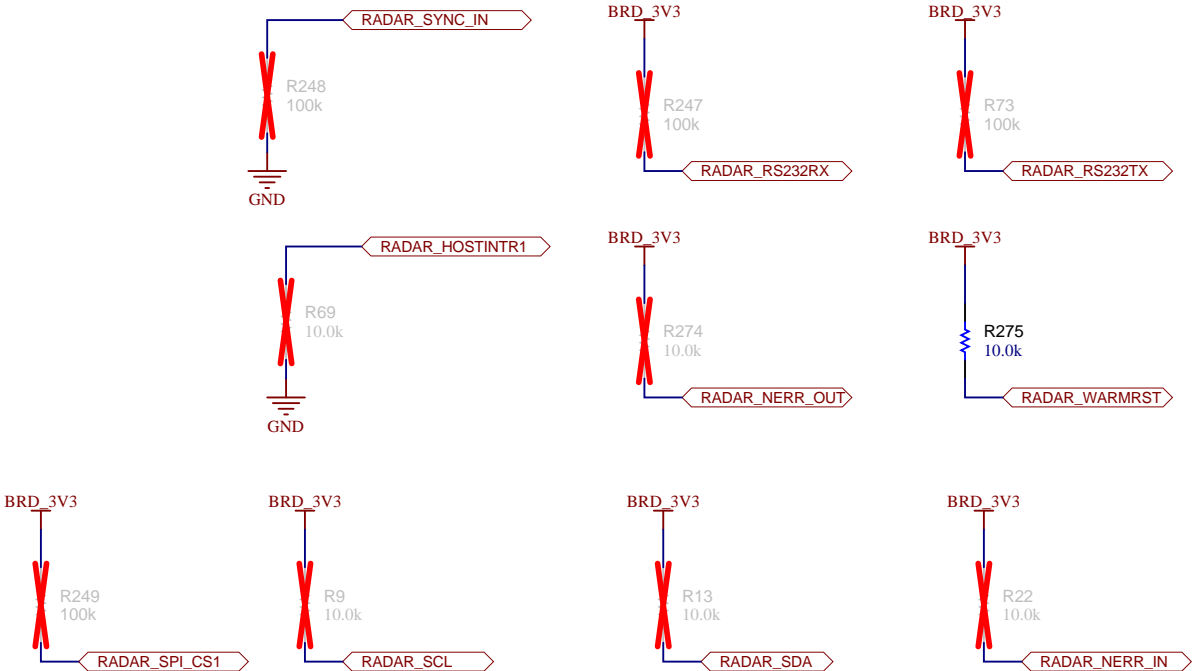 RADAR_SYNC_IN
R248
100k
GND
BRD_3V3
R247
100k
RADAR_RS232RX
BRD_3V3
R73
100k
RADAR_RS232TX
RADAR_HOSTINTR1
R69
10.0k
GND
BRD_3V3
R274
10.0k
RADAR_NERR_OUT
BRD_3V3
R275
10.0k
RADAR_WARMRST
BRD_3V3
R249
100k
RADAR_SPI_CS1
BRD_3V3
R9
10.0k
RADAR_SCL
BRD_3V3
R13
10.0k
RADAR_SDA
BRD_3V3
R22
10.0k
RADAR_NERR_IN